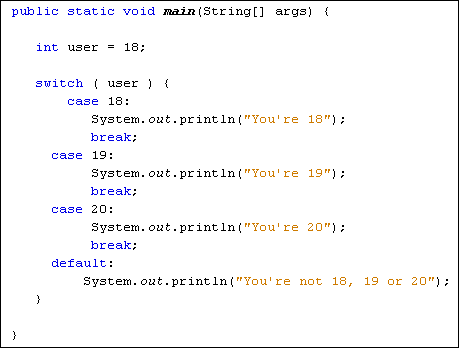 public static void main(String[] args) {
int user = 18;
switch ( user ) {
case 18:
System.out.println("You're 18");
break;
case 19:
System.out.println("You're 19");
break;
case 20:
System.out.println("You're 20");
break;
default:
System.out.println("You're not 18, 19 or 20");
}
}